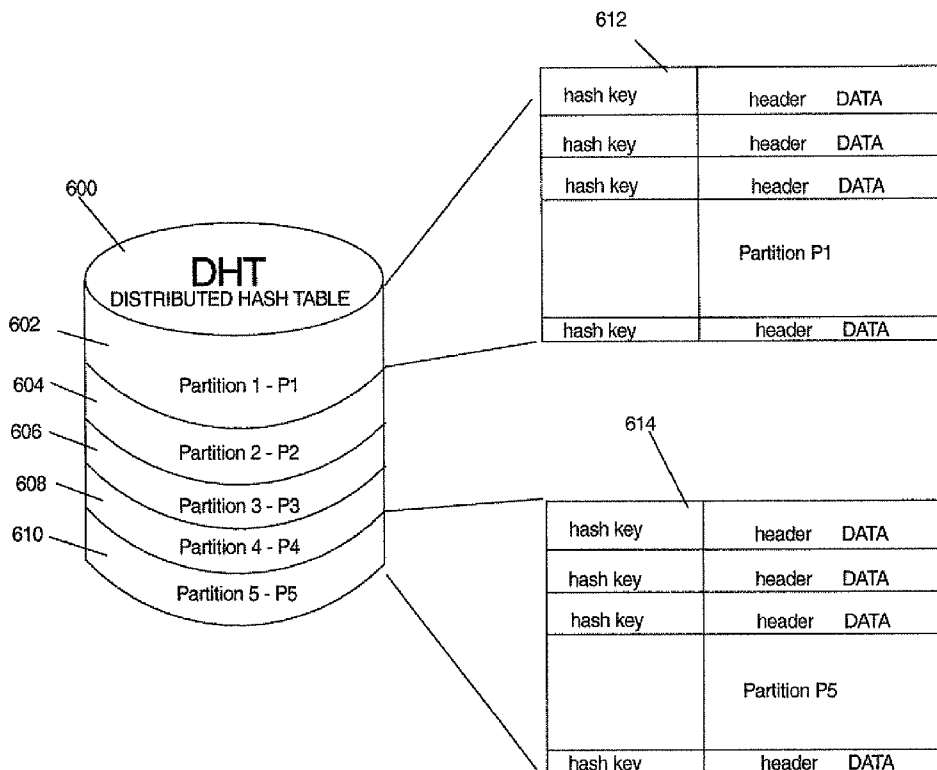 600
DHT
DISTRIBUTED HASH TABLE
602
Partition 1 - P1
604
Partition 2 - P2
606
Partition 3 - P3
608
Partition 4 - P4
610
Partition 5 - P5
612
hash key header DATA
hash key header DATA
hash key header DATA
Partition P1
hash key header DATA
614
hash key header DATA
hash key header DATA
hash key header DATA
Partition P5
hash key header DATA